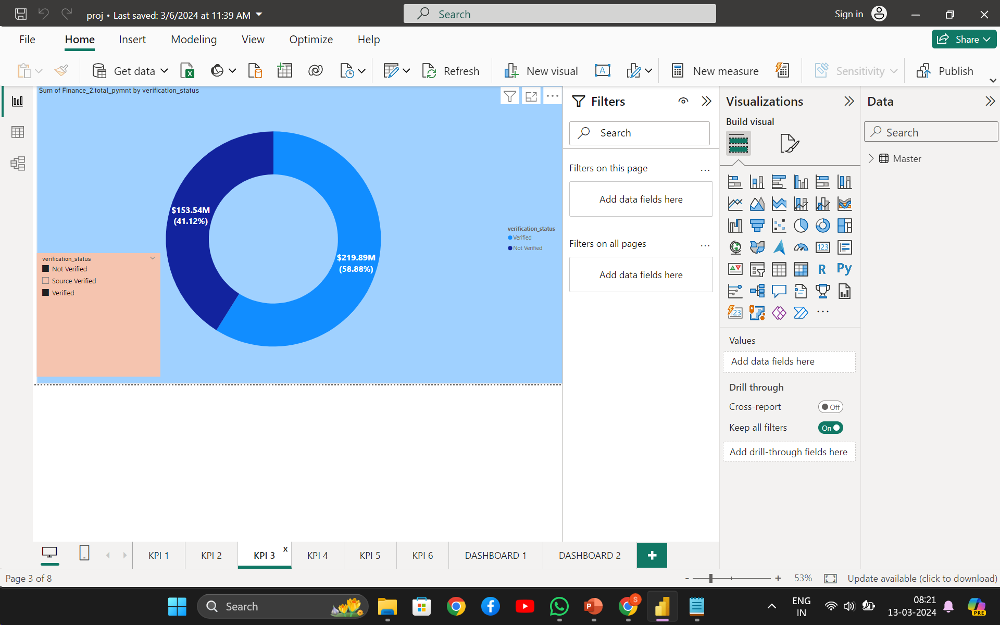 proj • Last saved: 3/6/2024 at 11:39 AM
Search
Sign in
File
Home
Insert
Modeling
View
Optimize
Help
Share
Get data
Refresh
New visual
New measure
Sensitivity
Publish
Sum of Finance_2.total_pymnt by verification_status
$153.54M
(41.12%)
$219.89M
(58.88%)
verification_status
Verified
Not Verified
verification_status
Not Verified
Source Verified
Verified
Filters
Search
Filters on this page
...
Add data fields here
Filters on all pages
...
Add data fields here
Visualizations
Build visual
123
R
Py
123
...
Values
Add data fields here
Drill through
Cross-report
Off
Keep all filters
On
Add drill-through fields here
Data
Search
Master
KPI 1
KPI 2
KPI 3
x
KPI 4
KPI 5
KPI 6
DASHBOARD 1
DASHBOARD 2
+
Page 3 of 8
- + 53%
Update available (click to download)
Search
P
S
ENG
IN
08:21
13-03-2024
PRE